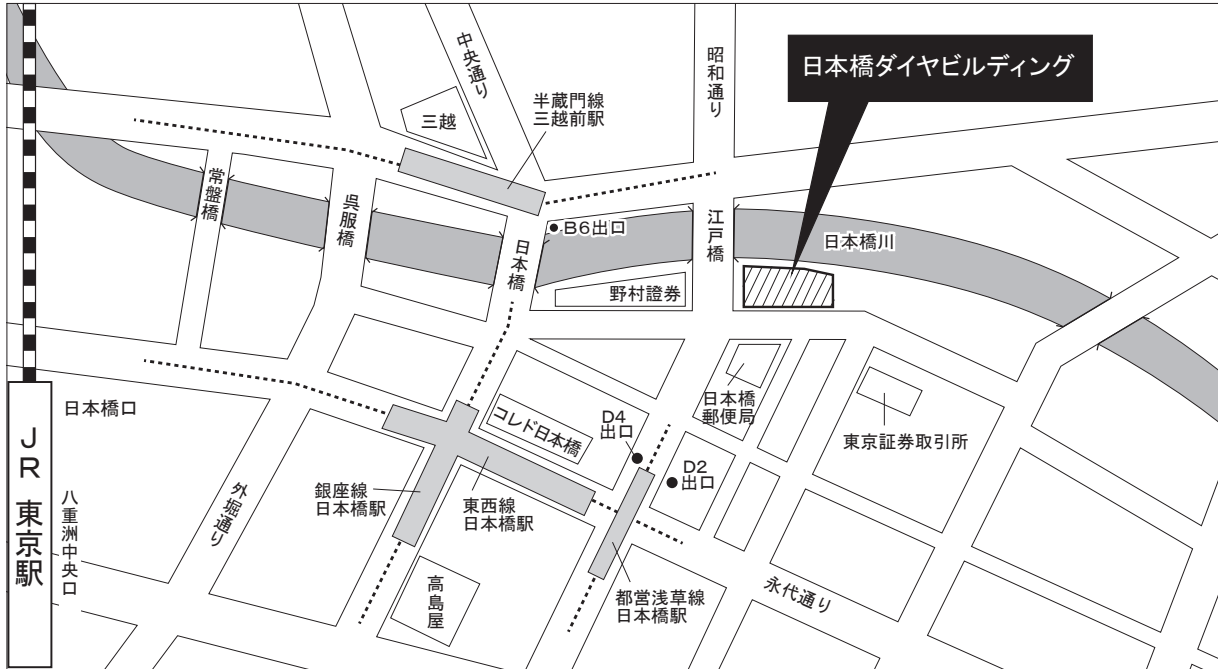 中央通り
昭和通り
日本橋ダイヤビルディング
半蔵門線
三越前駅
三越
常盤橋
呉服橋
日本橋
B6出口
江戸橋
日本橋川
野村證券
日本橋口
JR 東京駅
八重洲中央口
外堀通り
コレド日本橋
D4
出口
D2
出口
日本橋
郵便局
東京証券取引所
銀座線
日本橋駅
東西線
日本橋駅
高島屋
都営浅草線
日本橋駅
永代通り